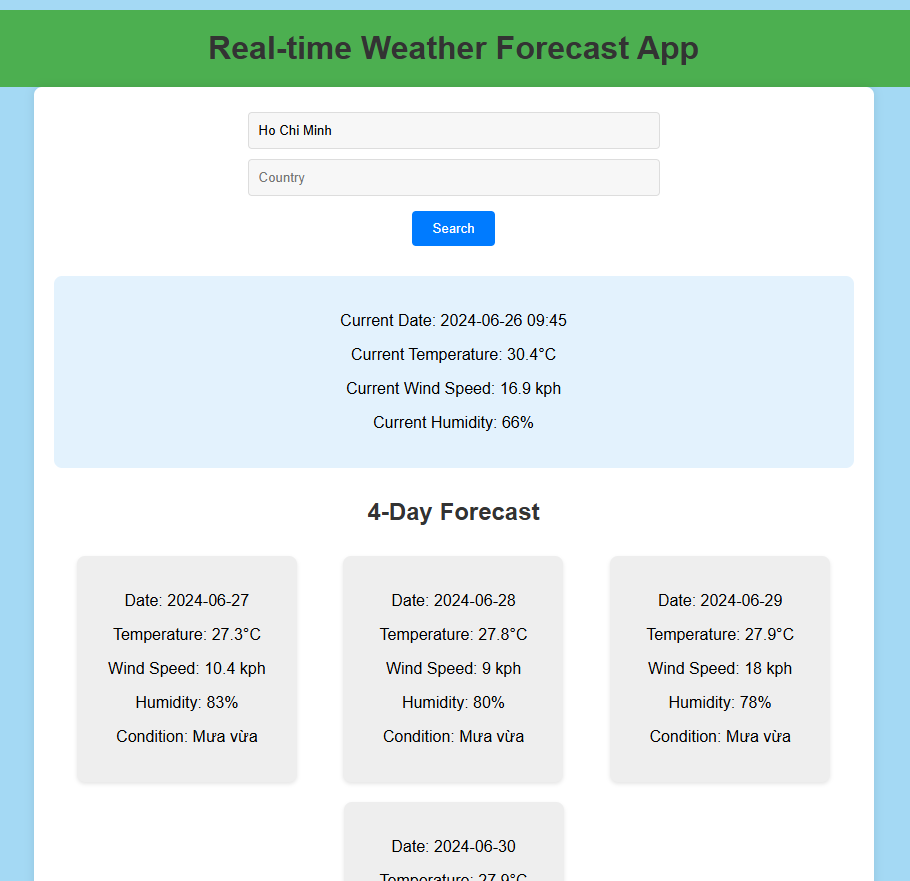 Real-time Weather Forecast App
Ho Chi Minh
Country
Search
Current Date: 2024-06-26 09:45
Current Temperature: 30.4°C
Current Wind Speed: 16.9 kph
Current Humidity: 66%
4-Day Forecast
Date: 2024-06-27
Temperature: 27.3°C
Wind Speed: 10.4 kph
Humidity: 83%
Condition: Mưa vừa
Date: 2024-06-28
Temperature: 27.8°C
Wind Speed: 9 kph
Humidity: 80%
Condition: Mưa vừa
Date: 2024-06-29
Temperature: 27.9°C
Wind Speed: 18 kph
Humidity: 78%
Condition: Mưa vừa
Date: 2024-06-30
Temperature: 27.9°C